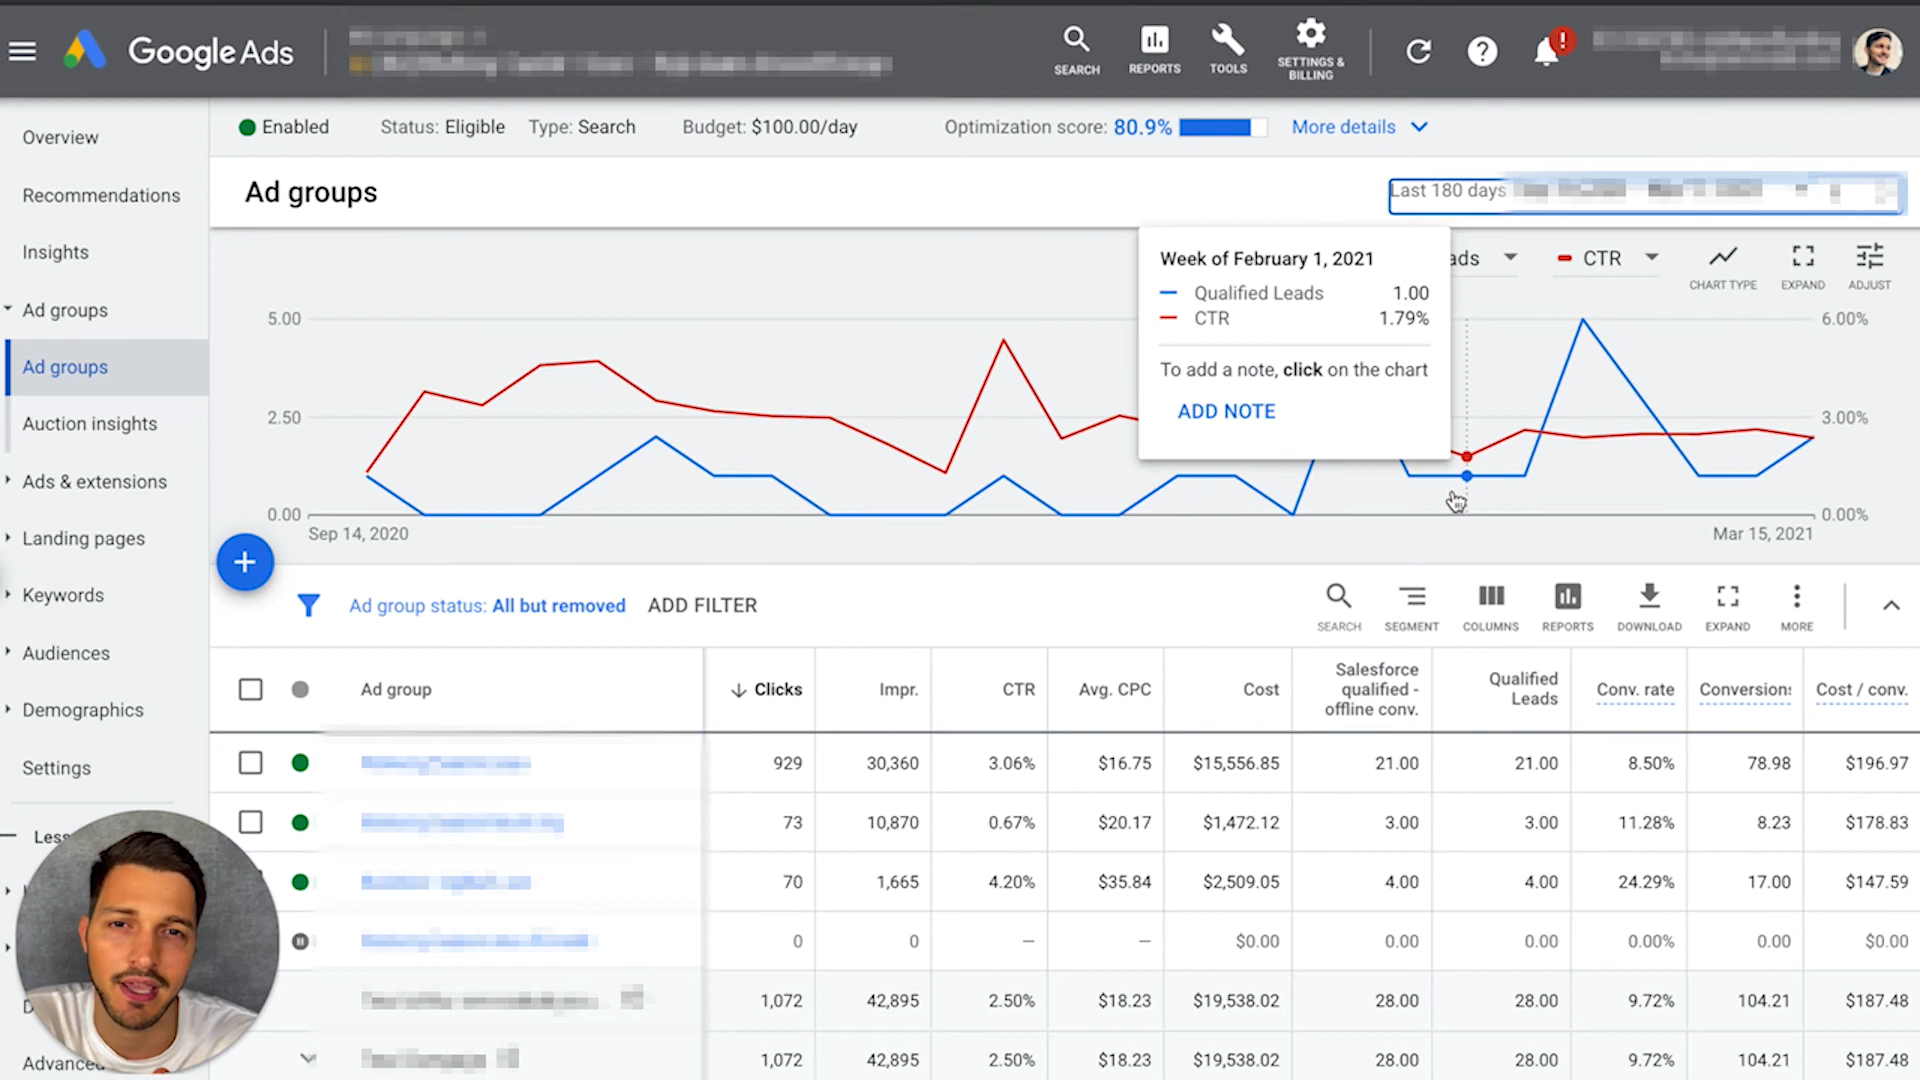 Google Ads
SEARCH
REPORTS
TOOLS
SETTINGS &
BILLING
!
Overview
Recommendations
Insights
Ad groups
Ad groups
Auction insights
Ads & extensions
Landing pages
Keywords
Audiences
Demographics
Settings
Less
Advanced
Enabled
Status: Eligible
Type: Search
Budget: $100.00/day
Optimization score: 80.9%
More details
Ad groups
Last 180 days
Week of February 1, 2021
Qualified Leads 1.00
CTR 1.79%
To add a note, click on the chart
ADD NOTE
ads
CTR
CHART TYPE
EXPAND
ADJUST
5.00
2.50
0.00
6.00%
3.00%
0.00%
Sep 14, 2020
Mar 15, 2021
Ad group status: All but removed
ADD FILTER
SEARCH
SEGMENT
COLUMNS
REPORTS
DOWNLOAD
EXPAND
MORE
Ad group Clicks Impr. CTR Avg. CPC Cost Salesforce qualified - offline conv. Qualified Leads Conv. rate Conversions Cost / conv.
929 30,360 3.06% $16.75 $15,556.85 21.00 21.00 8.50% 78.98 $196.97
73 10,870 0.67% $20.17 $1,472.12 3.00 3.00 11.28% 8.23 $178.83
70 1,665 4.20% $35.84 $2,509.05 4.00 4.00 24.29% 17.00 $147.59
0 0 — — $0.00 0.00 0.00 0.00% 0.00 $0.00
1,072 42,895 2.50% $18.23 $19,538.02 28.00 28.00 9.72% 104.21 $187.48
1,072 42,895 2.50% $18.23 $19,538.02 28.00 28.00 9.72% 104.21 $187.48